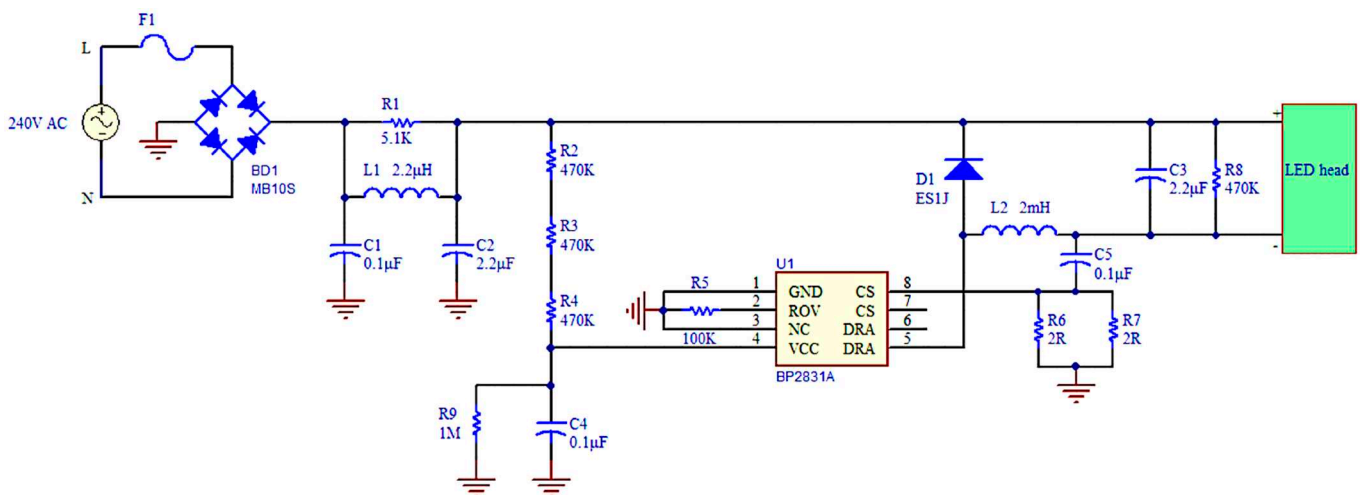 F1
L
240V AC
N
BD1
MB10S
R1
5.1K
L1 2.2µH
C1
0.1µF
C2
2.2µF
R2
470K
R3
470K
R4
470K
R9
1M
C4
0.1µF
R5
100K
U1
1 GND CS 8
2 ROV CS 7
3 NC DRA 6
4 VCC DRA 5
BP2831A
D1
ES1J
L2 2mH
C5
0.1µF
R6
2R
R7
2R
C3
2.2µF
R8
470K
+
LED head
-